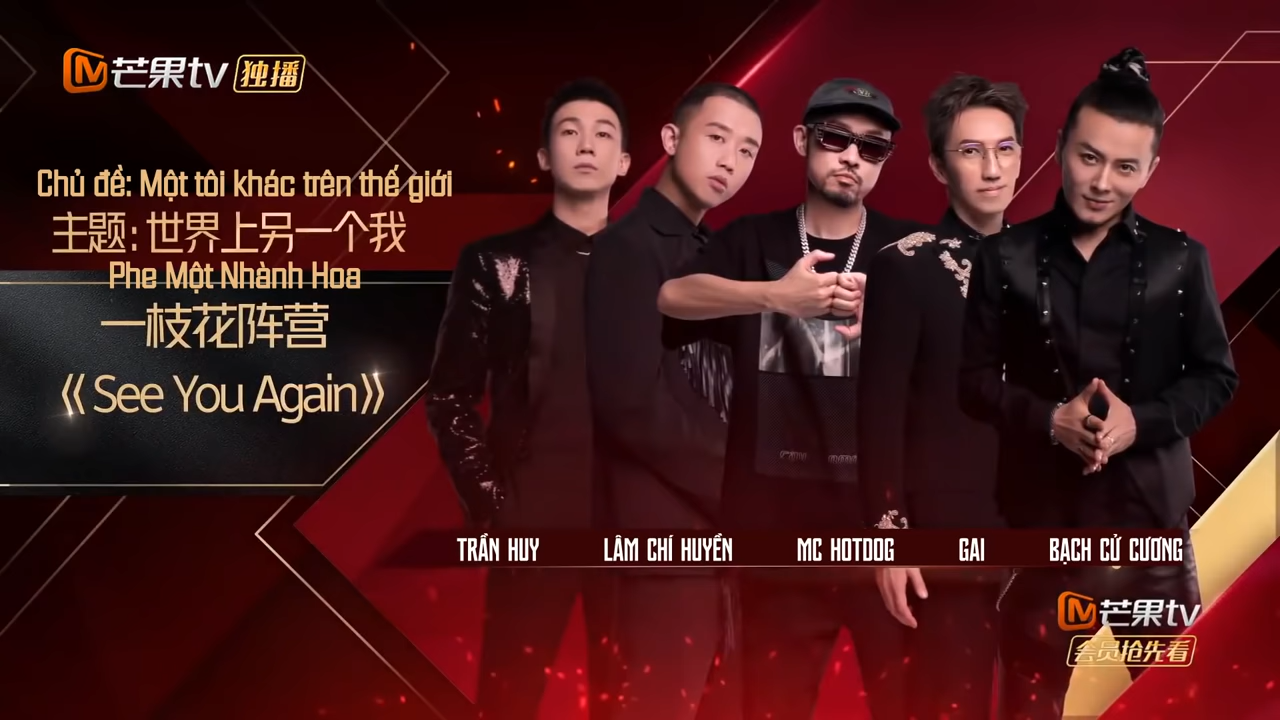 芒果tv 独播
Chủ đề: Một tôi khác trên thế giới
主题: 世界上另一个我
Phe Một Nhành Hoa
一枝花阵营
《See You Again》
TRẦN HUY LÂM CHÍ HUYỀN MC HOTDOG GAI BẠCH CỬ CƯƠNG
芒果tv
会员抢先看